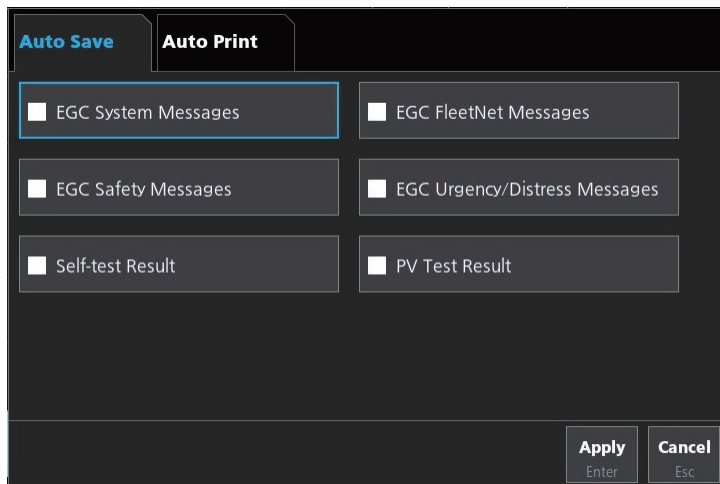 Auto Save
Auto Print
EGC System Messages
EGC FleetNet Messages
EGC Safety Messages
EGC Urgency/Distress Messages
Self-test Result
PV Test Result
Apply
Cancel
Enter
Esc